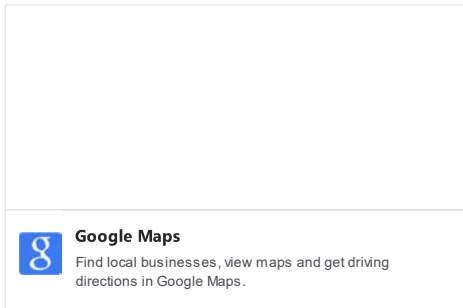 Google Maps
g Find local businesses, view maps and get driving
directions in Google Maps.